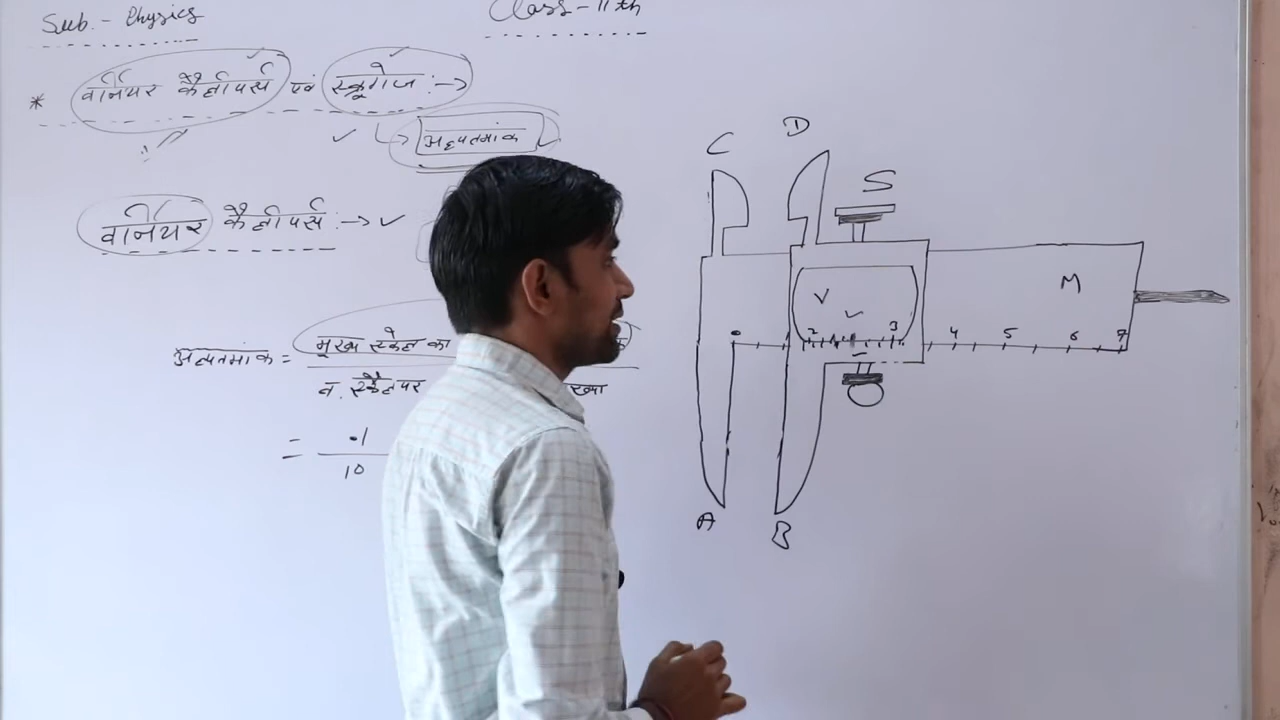 Sub. - Physics
Class - 11th
* वर्नियर कैलीपर्स एवं स्क्रूगेज :→
अल्पतमांक
वर्नियर कैलीपर्स :→ ✓
अल्पतमांक = मुख्य स्केल का
व. स्केल पर ख्या
= .1
10
C D
S
V M
0 2 3 4 5 6 7
A B